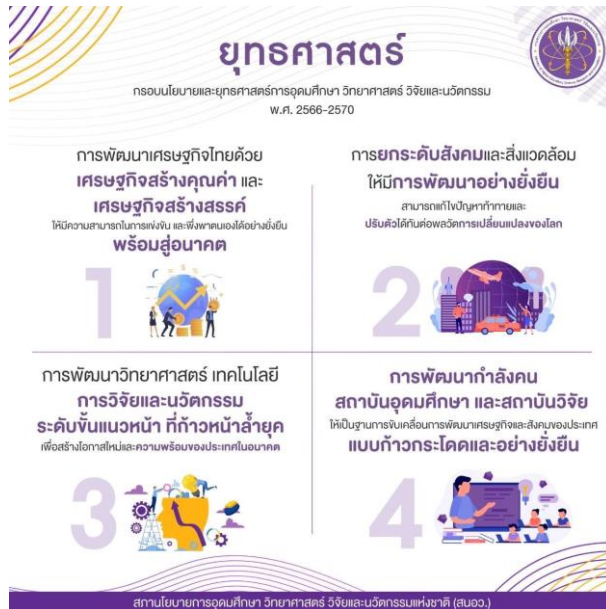 ยุทธศาสตร์
กรอบนโยบายและยุทธศาสตร์การอุดมศึกษา วิทยาศาสตร์ วิจัยและนวัตกรรม
พ.ศ. 2566-2570
การพัฒนาเศรษฐกิจไทยด้วย
เศรษฐกิจสร้างคุณค่า และ
เศรษฐกิจสร้างสรรค์
ให้มีความสามารถในการแข่งขัน และพึ่งพาตนเองได้อย่างยั่งยืน
พร้อมสู่อนาคต
1
การยกระดับสังคมและสิ่งแวดล้อม
ให้มีการพัฒนาอย่างยั่งยืน
สามารถแก้ไขปัญหาท้าทายและ
ปรับตัวได้ทันต่อพลวัตการเปลี่ยนแปลงของโลก
2
การพัฒนาวิทยาศาสตร์ เทคโนโลยี
การวิจัยและนวัตกรรม
ระดับขั้นแนวหน้า ที่ก้าวหน้าล้ำยุค
เพื่อสร้างโอกาสใหม่และความพร้อมของประเทศในอนาคต
3
การพัฒนากำลังคน
สถาบันอุดมศึกษา และสถาบันวิจัย
ให้เป็นฐานการขับเคลื่อนการพัฒนาเศรษฐกิจและสังคมของประเทศ
แบบก้าวกระโดดและอย่างยั่งยืน
4
สภานโยบายการอุดมศึกษา วิทยาศาสตร์ วิจัยและนวัตกรรมแห่งชาติ (สนอว.)